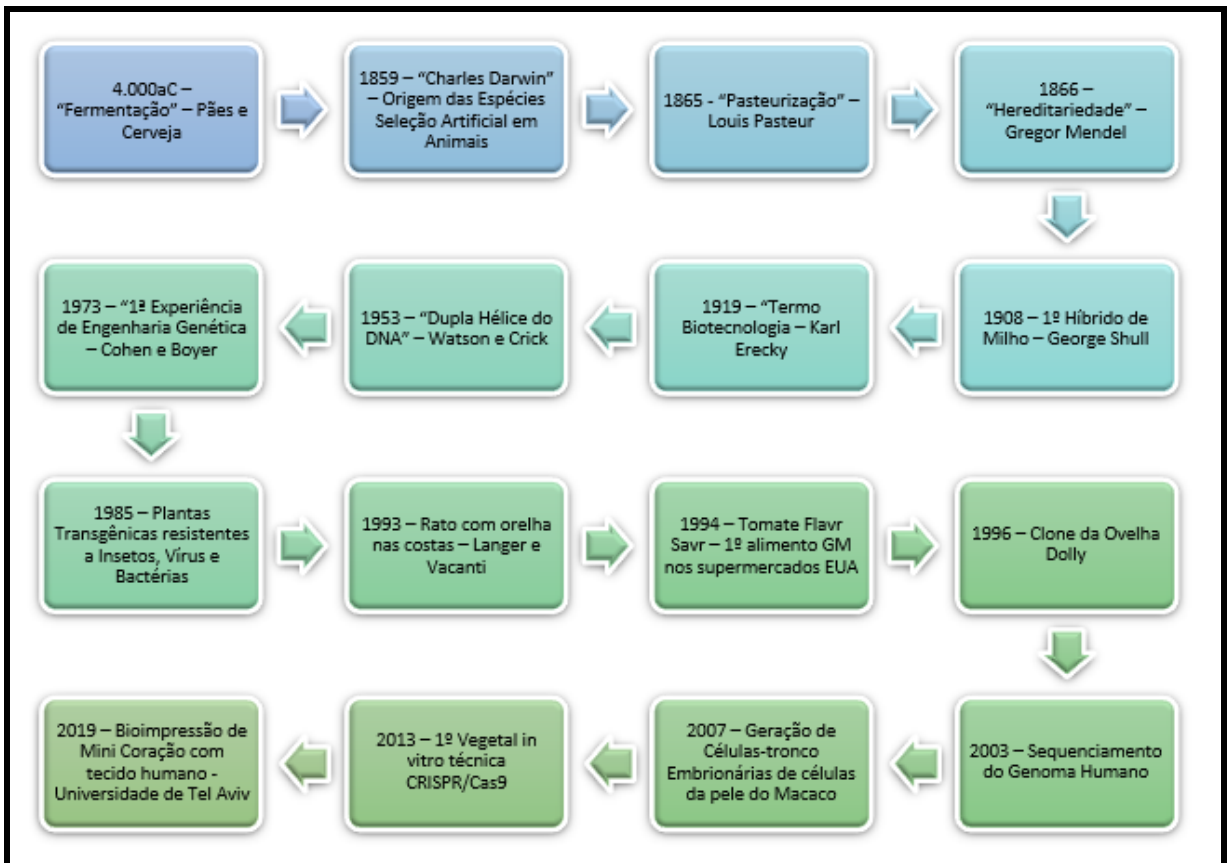 4.000aC –
“Fermentação” – Pães e
Cerveja
1859 – “Charles Darwin”
– Origem das Espécies
Seleção Artificial em
Animais
1865 - “Pasteurização” –
Louis Pasteur
1866 –
“Hereditariedade” –
Gregor Mendel
1908 – 1º Híbrido de
Milho – George Shull
1919 – “Termo
Biotecnologia – Karl
Erecky
1953 – “Dupla Hélice do
DNA” – Watson e Crick
1973 – “1ª Experiência
de Engenharia Genética
– Cohen e Boyer
1985 – Plantas
Transgênicas resistentes
a Insetos, Vírus e
Bactérias
1993 – Rato com orelha
nas costas – Langer e
Vacanti
1994 – Tomate Flavr
Savr – 1º alimento GM
nos supermercados EUA
1996 – Clone da Ovelha
Dolly
2003 – Sequenciamento
do Genoma Humano
2007 – Geração de
Células-tronco
Embrionárias de células
da pele do Macaco
2013 – 1º Vegetal in
vitro técnica
CRISPR/Cas9
2019 – Bioimpressão de
Mini Coração com
tecido humano -
Universidade de Tel Aviv